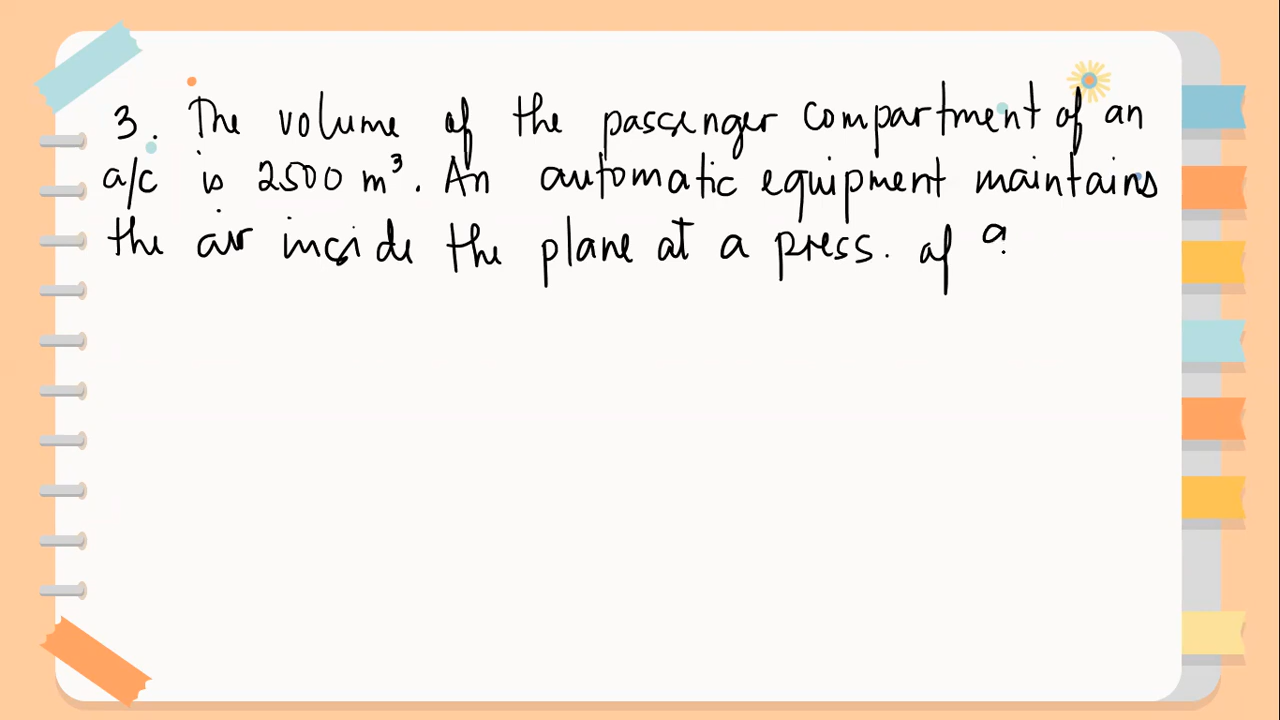 3. The volume of the passenger compartment of an
a/c is 2500 m³. An automatic equipment maintains
the air inside the plane at a press. of